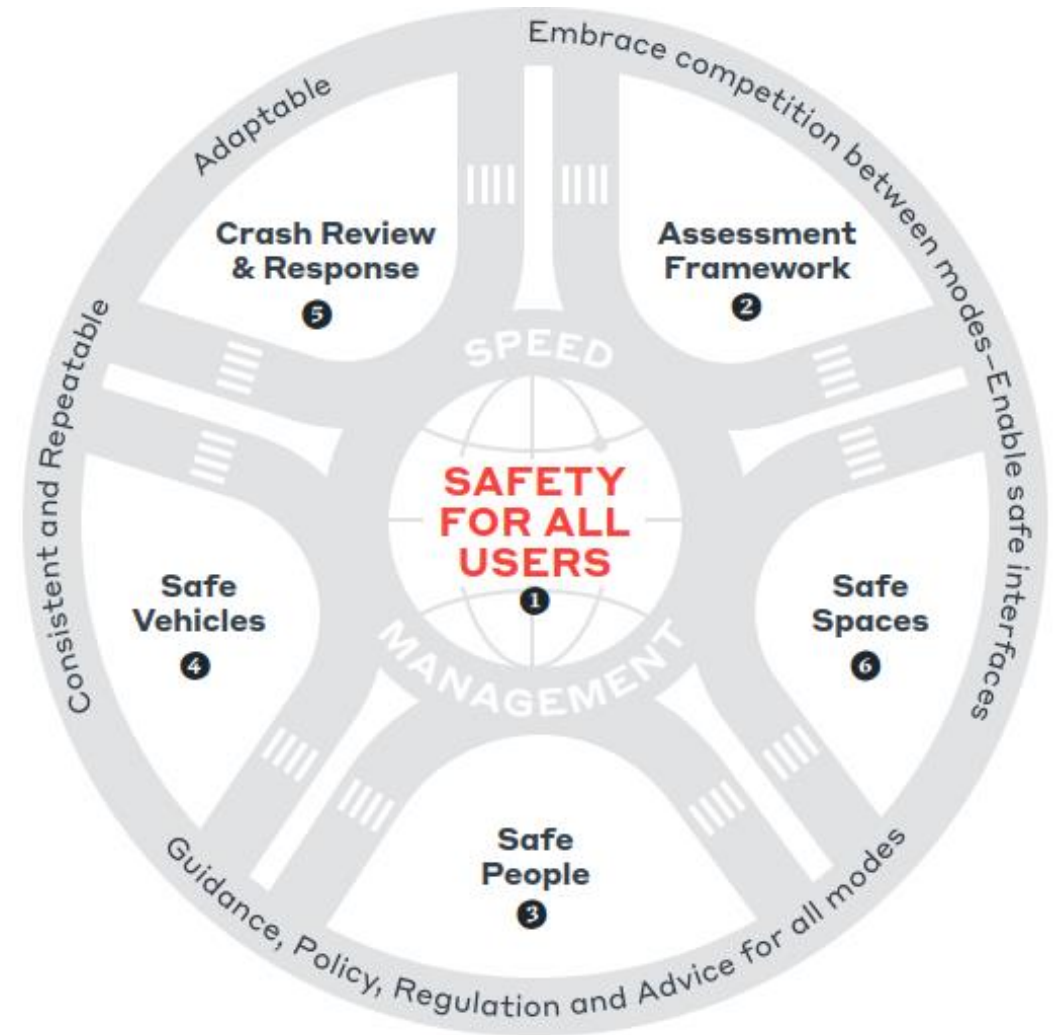 Embrace competition between modes–Enable safe interfaces
Adaptable
Crash Review
& Response
5
Assessment
Framework
2
SPEED
SAFETY
FOR ALL
USERS
1
MANAGEMENT
Consistent and Repeatable
Safe
Vehicles
4
Safe
Spaces
6
Safe
People
3
Guidance, Policy, Regulation and Advice for all modes